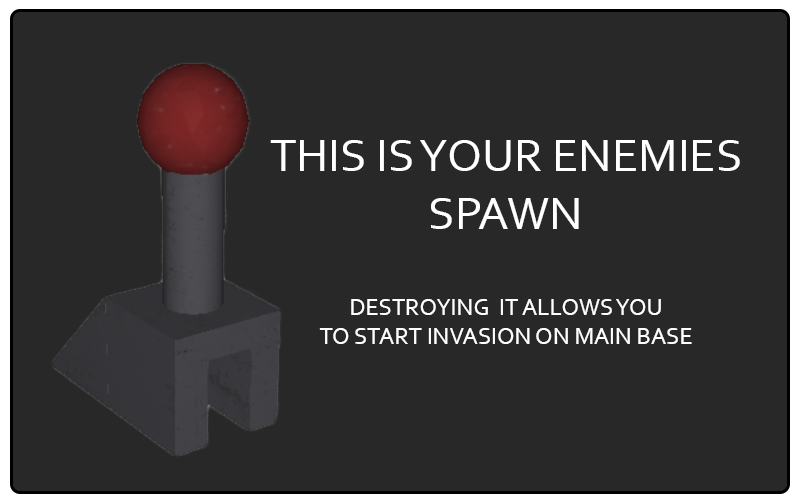 THIS IS YOUR ENEMIES
SPAWN
DESTROYING IT ALLOWS YOU
TO START INVASION ON MAIN BASE